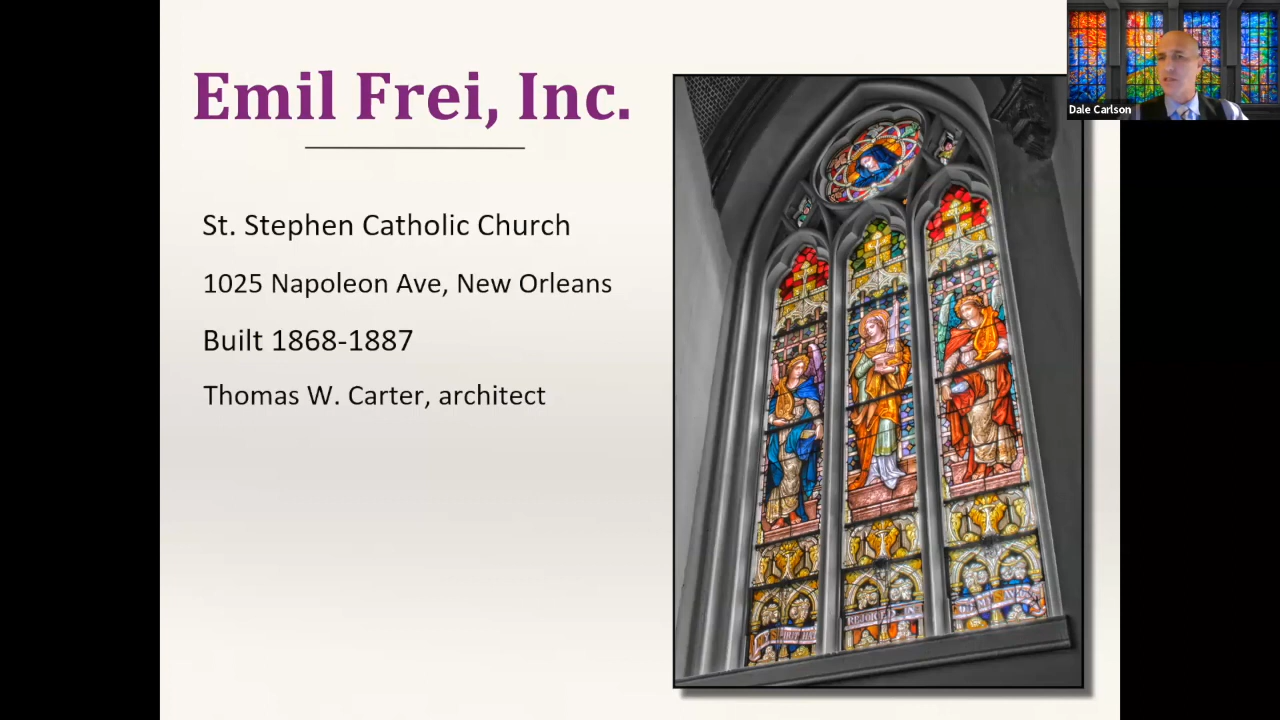 Emil Frei, Inc.
St. Stephen Catholic Church
1025 Napoleon Ave, New Orleans
Built 1868-1887
Thomas W. Carter, architect
Dale Carlson
REJOICED